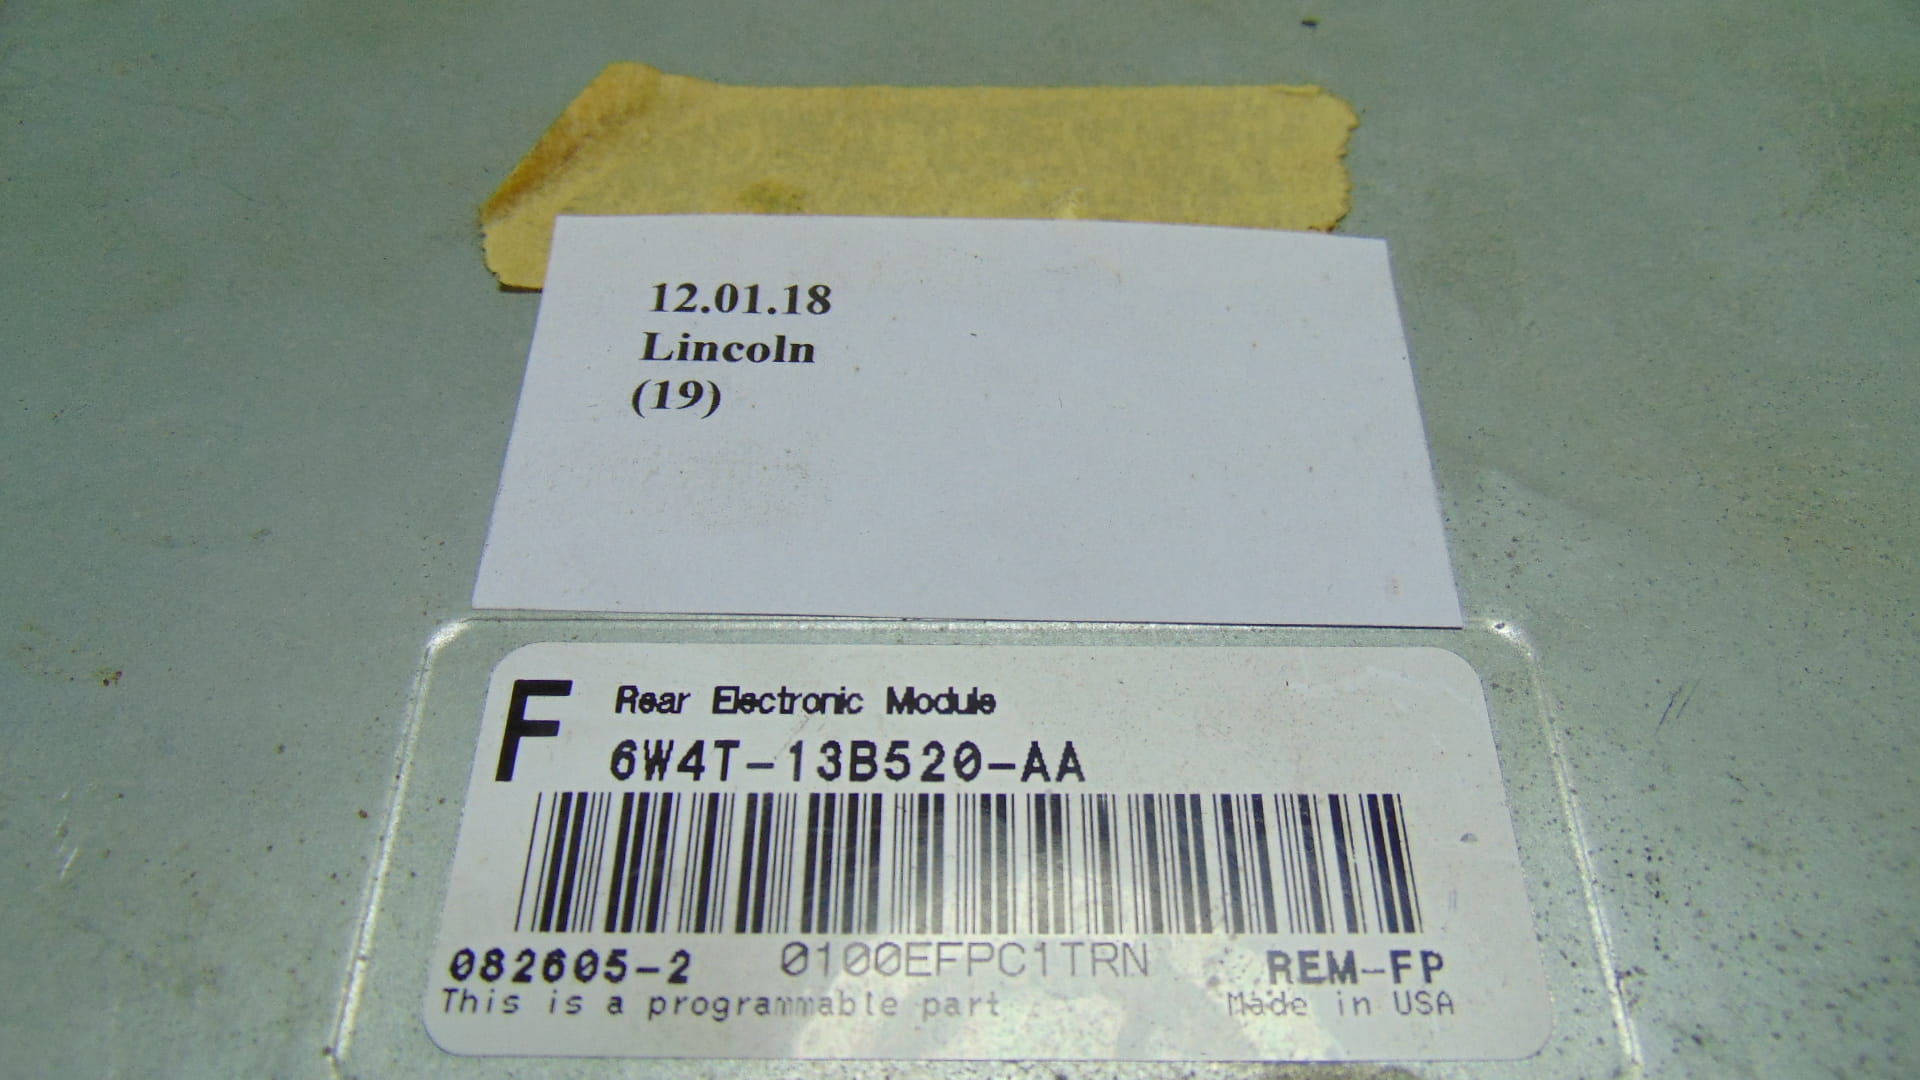 12.01.18
Lincoln
(19)
F Rear Electronic Module
6W4T-13B520-AA
082605-2 0100EFPC1TRN REM-FP
This is a programmable part Made in USA